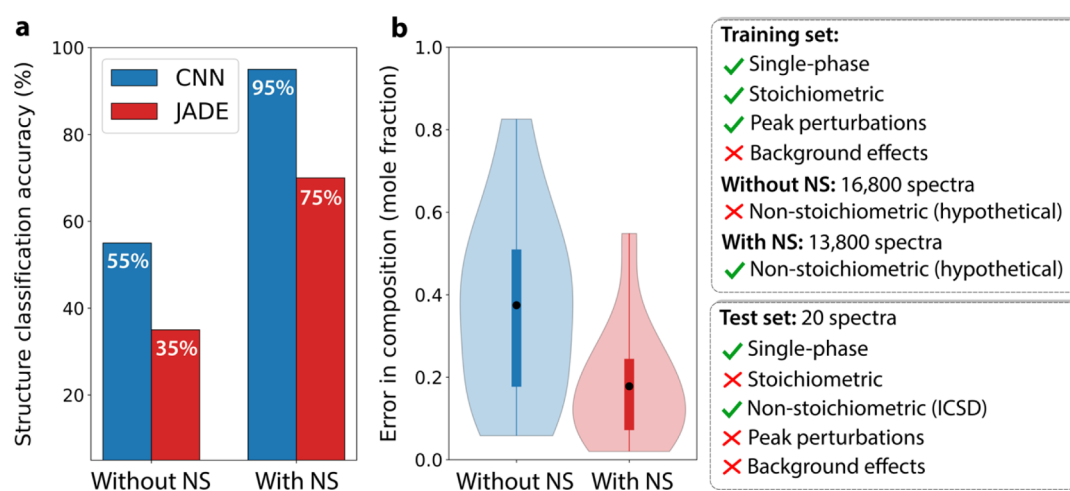 a
Structure classification accuracy (%)
100
80
60
40
20
CNN
JADE
55%
35%
95%
75%
Without NS
With NS
b
Error in composition (mole fraction)
1.0
0.8
0.6
0.4
0.2
0.0
Without NS
With NS
Training set:
Single-phase
Stoichiometric
Peak perturbations
Background effects
Without NS: 16,800 spectra
Non-stoichiometric (hypothetical)
With NS: 13,800 spectra
Non-stoichiometric (hypothetical)
Test set: 20 spectra
Single-phase
Stoichiometric
Non-stoichiometric (ICSD)
Peak perturbations
Background effects